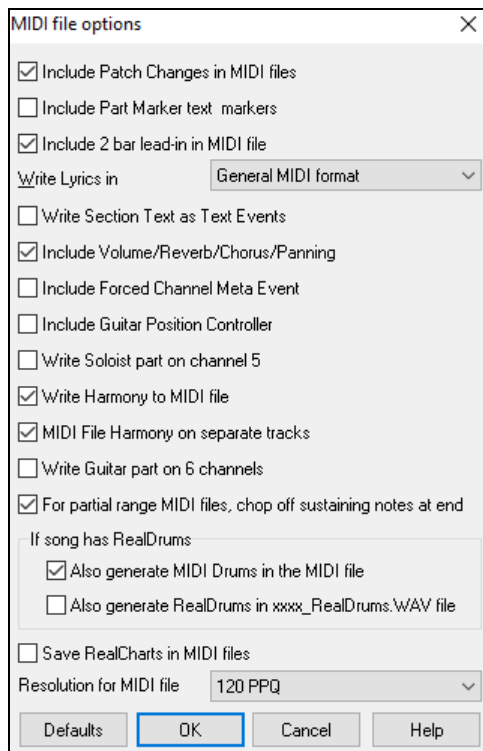 MIDI file options
Include Patch Changes in MIDI files
Include Part Marker text  markers
Include 2 bar lead-in in MIDI file
Write Lyrics in
General MIDI format
Write Section Text as Text Events
Include Volume/Reverb/Chorus/Panning
Include Forced Channel Meta Event
Include Guitar Position Controller
Write Soloist part on channel 5
Write Harmony to MIDI file
MIDI File Harmony on separate tracks
Write Guitar part on 6 channels
For partial range MIDI files, chop off sustaining notes at end
If song has RealDrums
Also generate MIDI Drums in the MIDI file
Also generate RealDrums in xxxx_RealDrums.WAV file
Save RealCharts in MIDI files
Resolution for MIDI file
120 PPQ
Defaults
OK
Cancel
Help